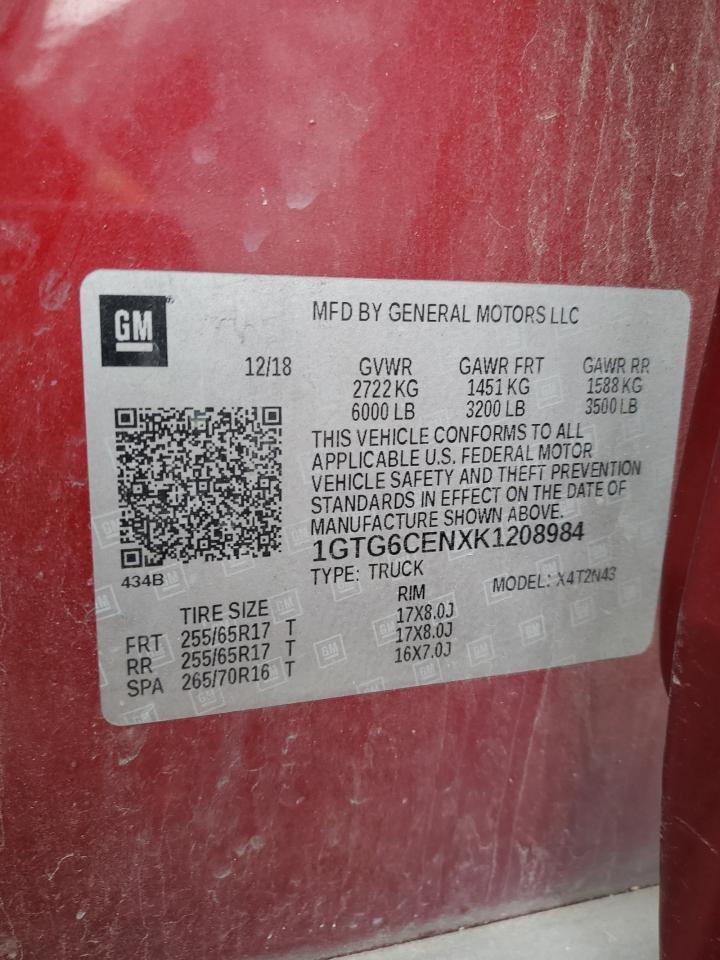 GM
MFD BY GENERAL MOTORS LLC
12/18 GVWR GAWR FRT GAWR RR
2722 KG 1451 KG 1588 KG
6000 LB 3200 LB 3500 LB
THIS VEHICLE CONFORMS TO ALL
APPLICABLE U.S. FEDERAL MOTOR
VEHICLE SAFETY AND THEFT PREVENTION
STANDARDS IN EFFECT ON THE DATE OF
MANUFACTURE SHOWN ABOVE.
1GTG6CENXK1208984
434B
TYPE: TRUCK MODEL: X4T2N43
TIRE SIZE RIM
FRT 255/65R17 T 17X8.0J
RR 255/65R17 T 17X8.0J
SPA 265/70R16 T 16X7.0J